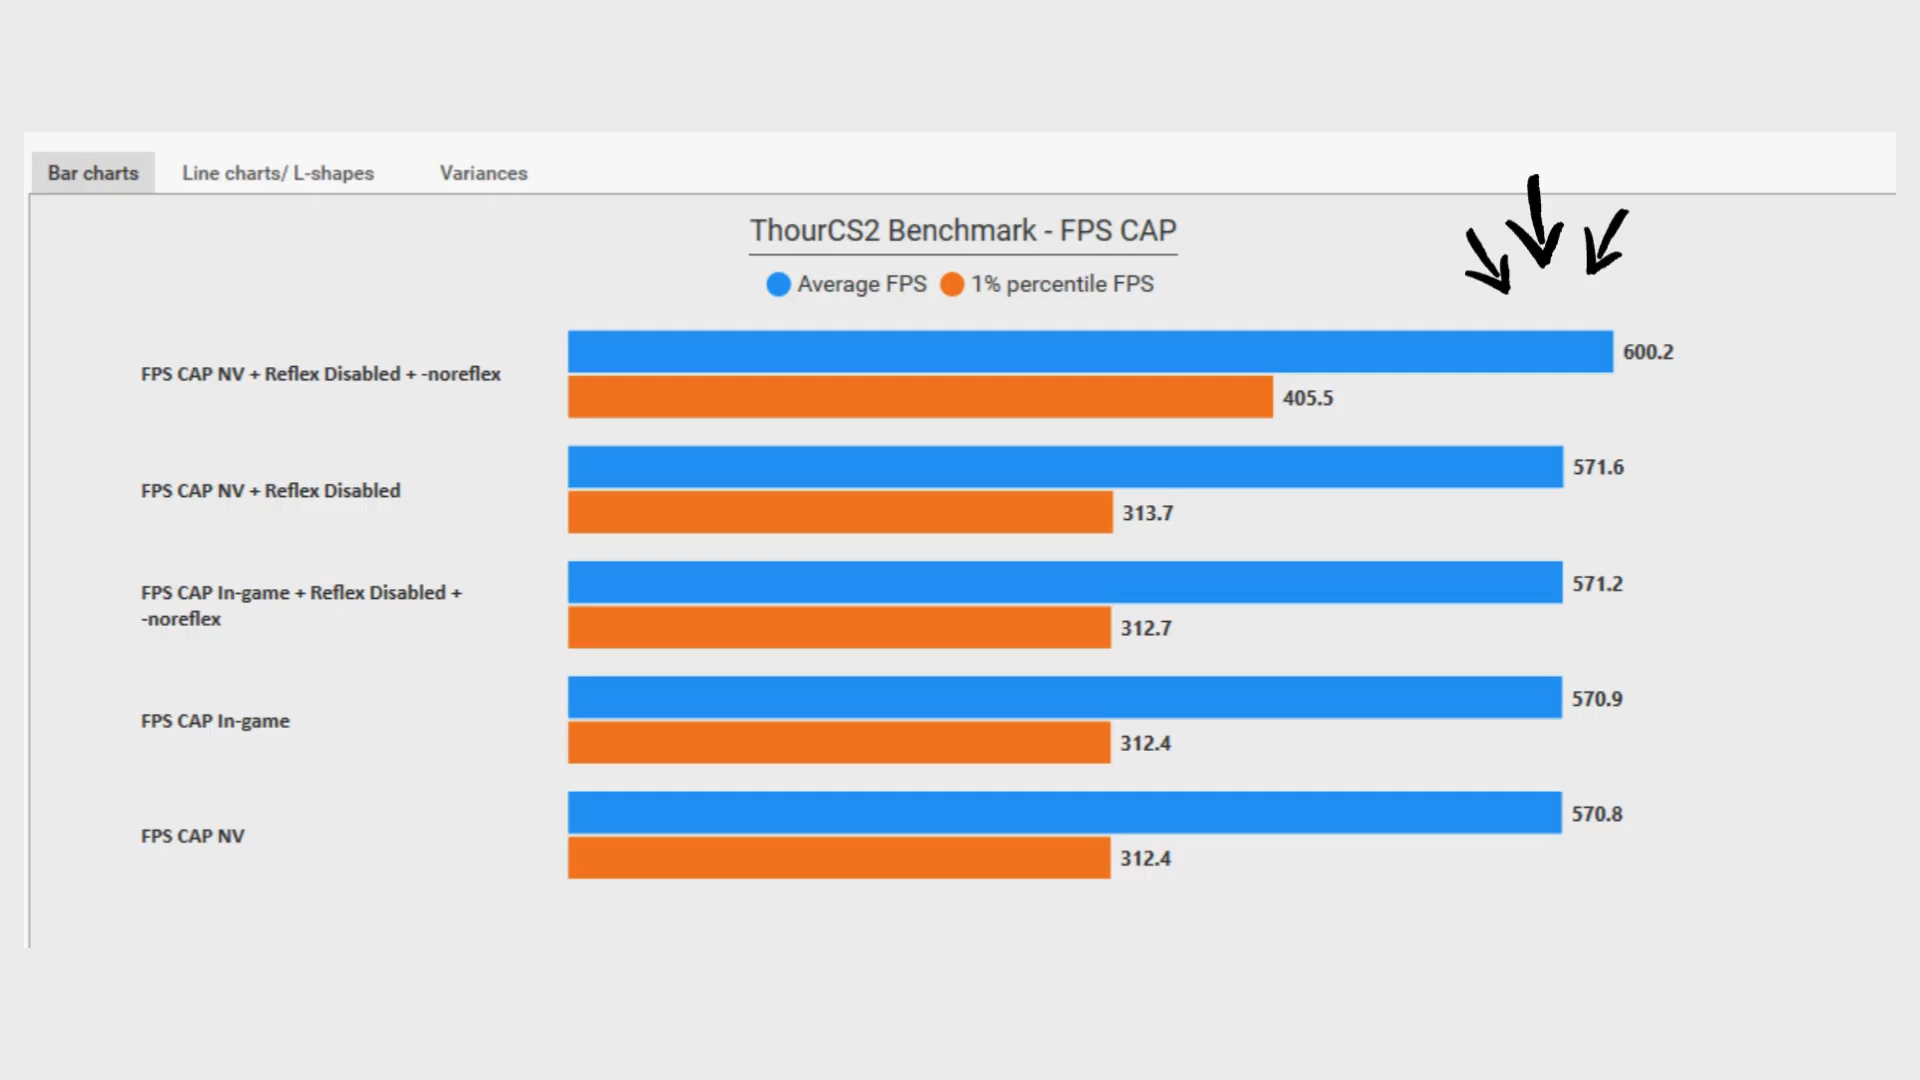 Bar charts
Line charts/ L-shapes
Variances
ThourCS2 Benchmark - FPS CAP
Average FPS
1% percentile FPS
FPS CAP NV + Reflex Disabled + -noreflex
600.2
405.5
FPS CAP NV + Reflex Disabled
571.6
313.7
FPS CAP In-game + Reflex Disabled +
-noreflex
571.2
312.7
FPS CAP In-game
570.9
312.4
FPS CAP NV
570.8
312.4